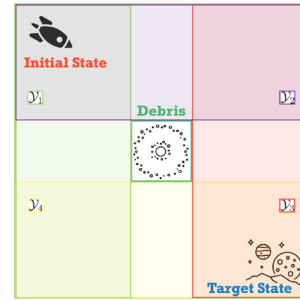 Initial State
𝒴₁
𝒴₂
Debris
𝒴₄
𝒴₃
Target State